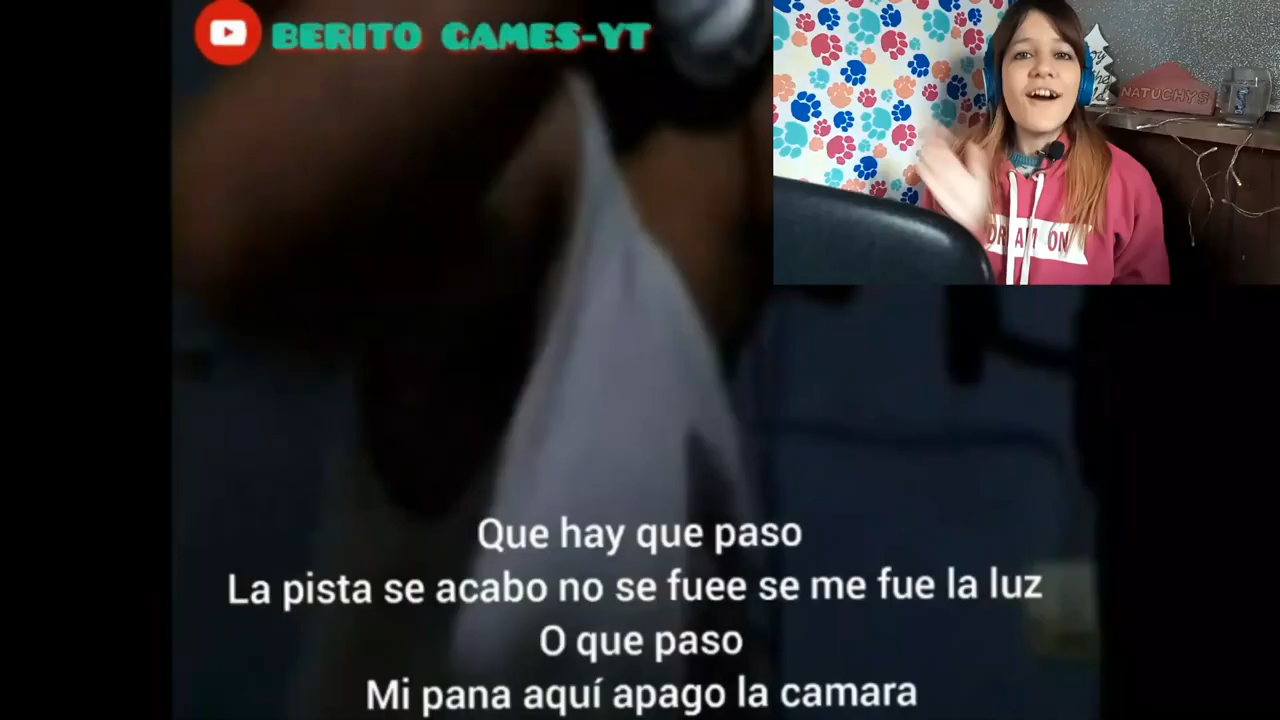 BERITO GAMES-YT
NATUCHYS
DREAM ON
Que hay que paso
La pista se acabo no se fuee se me fue la luz
O que paso
Mi pana aquí apago la camara